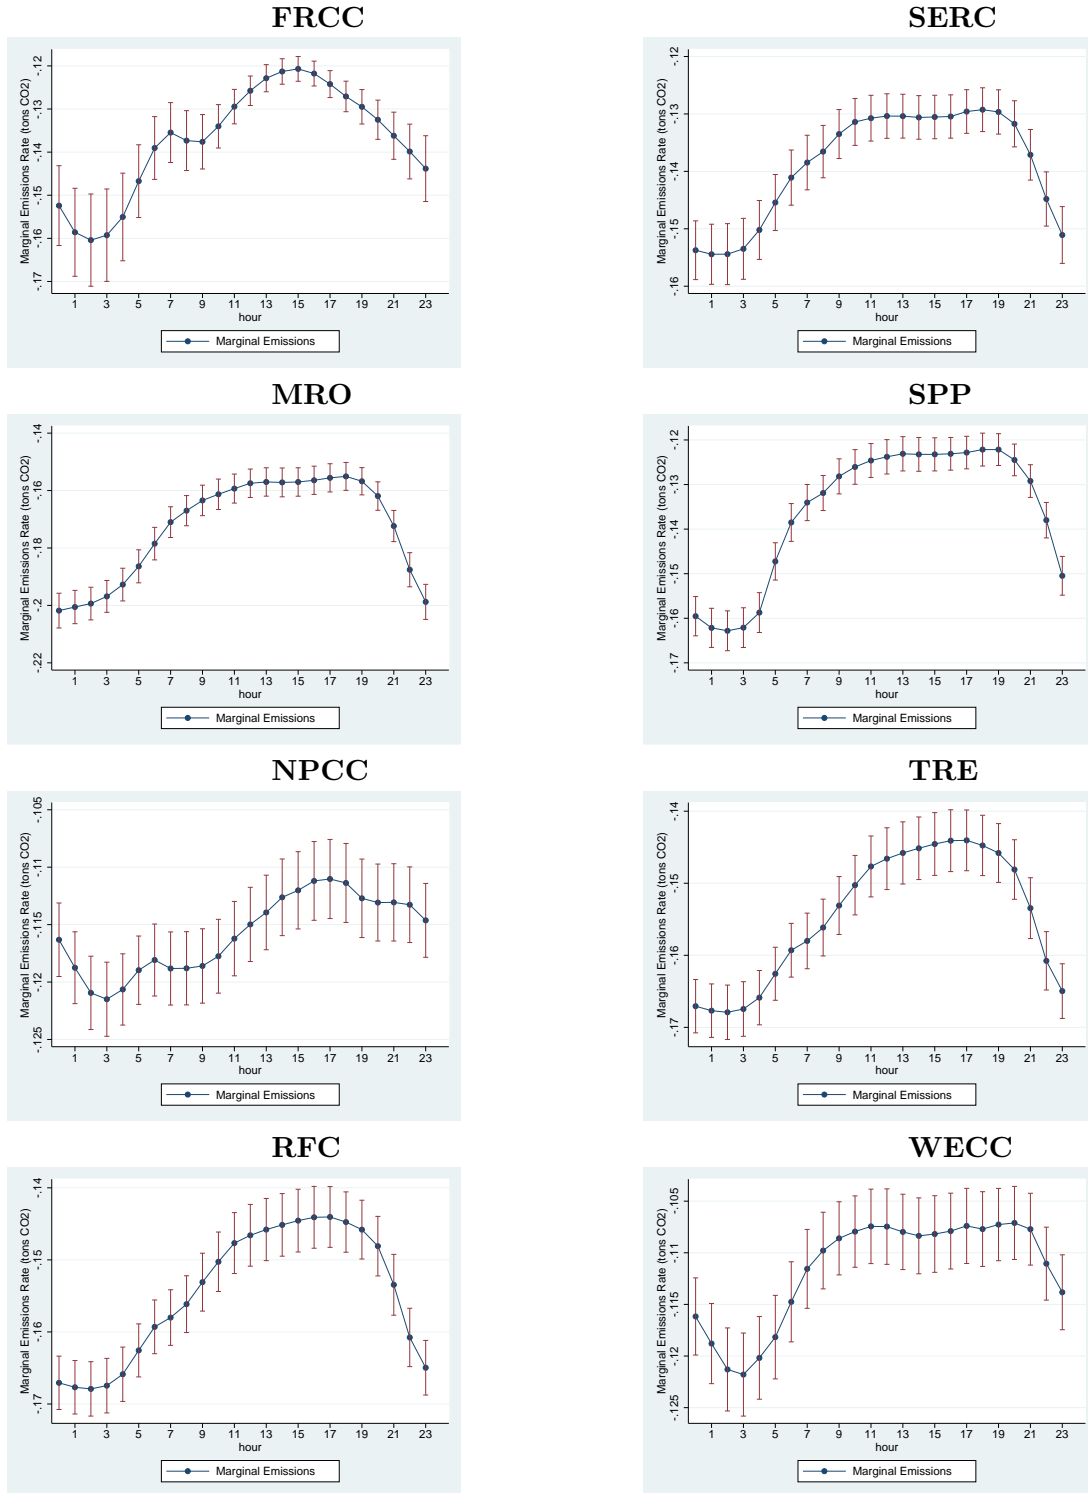 FRCC
Marginal Emissions Rate (tons CO2)
-.12
-.13
-.14
-.15
-.16
-.17
1 3 5 7 9 11 13 15 17 19 21 23
hour
Marginal Emissions
SERC
Marginal Emissions Rate (tons CO2)
-.12
-.13
-.14
-.15
-.16
1 3 5 7 9 11 13 15 17 19 21 23
hour
Marginal Emissions
MRO
Marginal Emissions Rate (tons CO2)
-.14
-.16
-.18
-.2
-.22
1 3 5 7 9 11 13 15 17 19 21 23
hour
Marginal Emissions
SPP
Marginal Emissions Rate (tons CO2)
-.12
-.13
-.14
-.15
-.16
-.17
1 3 5 7 9 11 13 15 17 19 21 23
hour
Marginal Emissions
NPCC
Marginal Emissions Rate (tons CO2)
-.105
-.11
-.115
-.12
-.125
1 3 5 7 9 11 13 15 17 19 21 23
hour
Marginal Emissions
TRE
Marginal Emissions Rate (tons CO2)
-.14
-.15
-.16
-.17
1 3 5 7 9 11 13 15 17 19 21 23
hour
Marginal Emissions
RFC
Marginal Emissions Rate (tons CO2)
-.14
-.15
-.16
-.17
1 3 5 7 9 11 13 15 17 19 21 23
hour
Marginal Emissions
WECC
Marginal Emissions Rate (tons CO2)
-.105
-.11
-.115
-.12
-.125
1 3 5 7 9 11 13 15 17 19 21 23
hour
Marginal Emissions